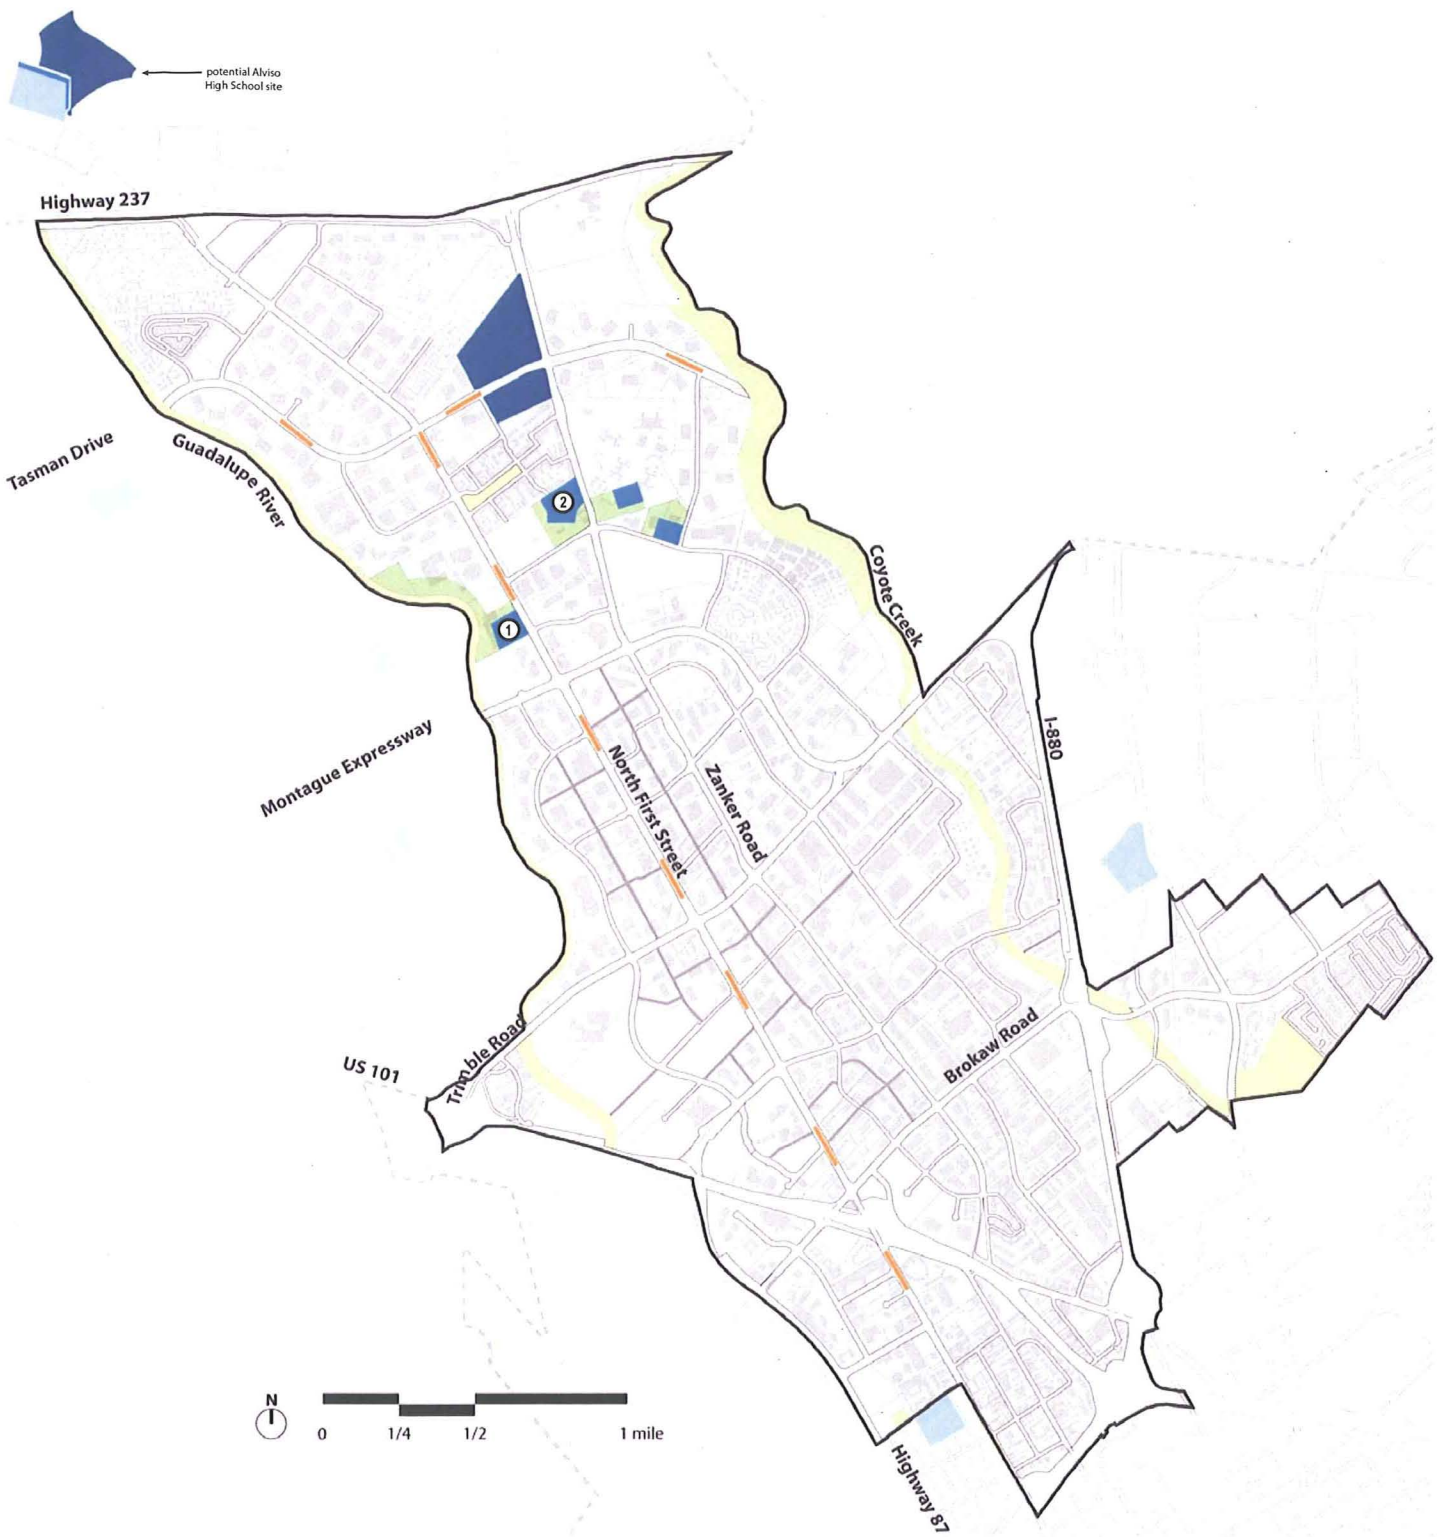 potential Alviso
High School site
Highway 237
Tasman Drive
Guadalupe River
2
1
Coyote Creek
Montague Expressway
I-880
North First Street
Zanker Road
US 101
Trimble Road
Brokaw Road
N
0 1/4 1/2 1 mile
Highway 87